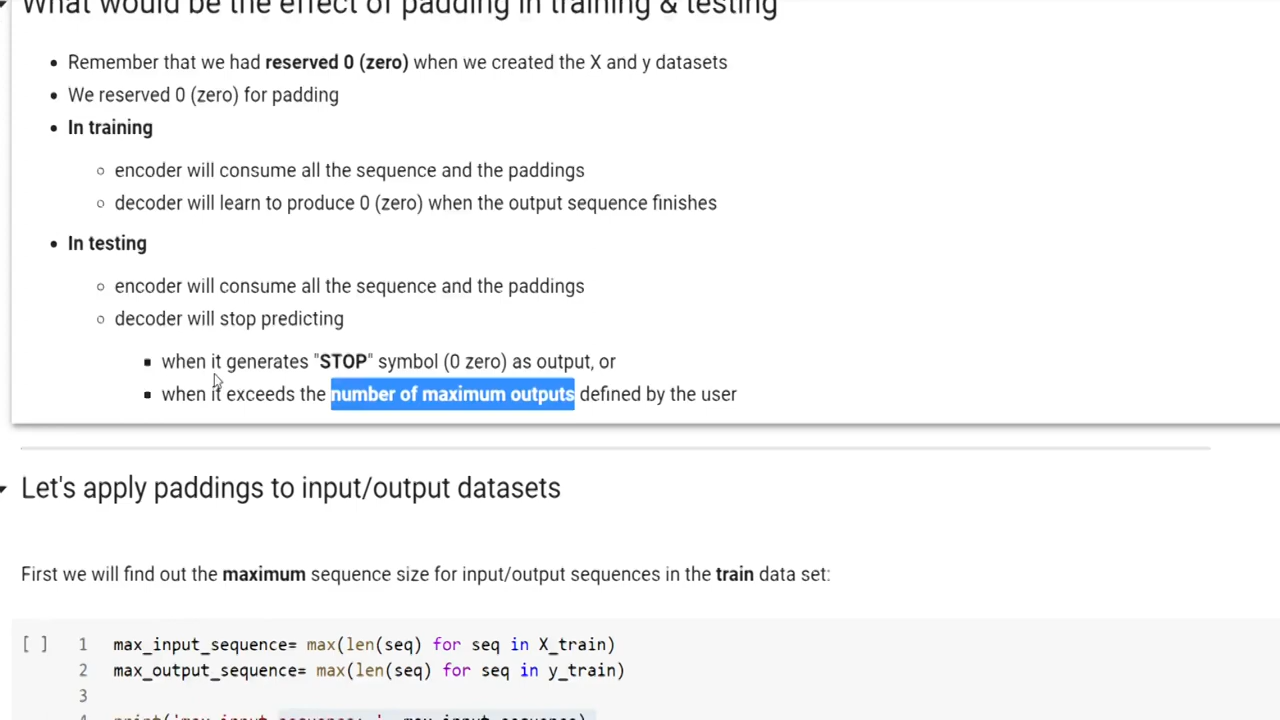 What would be the effect of padding in training & testing
Remember that we had reserved 0 (zero) when we created the X and y datasets
We reserved 0 (zero) for padding
In training
encoder will consume all the sequence and the paddings
decoder will learn to produce 0 (zero) when the output sequence finishes
In testing
encoder will consume all the sequence and the paddings
decoder will stop predicting
when it generates "STOP" symbol (0 zero) as output, or
when it exceeds the number of maximum outputs defined by the user
Let's apply paddings to input/output datasets
First we will find out the maximum sequence size for input/output sequences in the train data set:
[ ] 1 max_input_sequence= max(len(seq) for seq in X_train)
2 max_output_sequence= max(len(seq) for seq in y_train)
3
4 print('max_input_sequence: ', max_input_sequence)